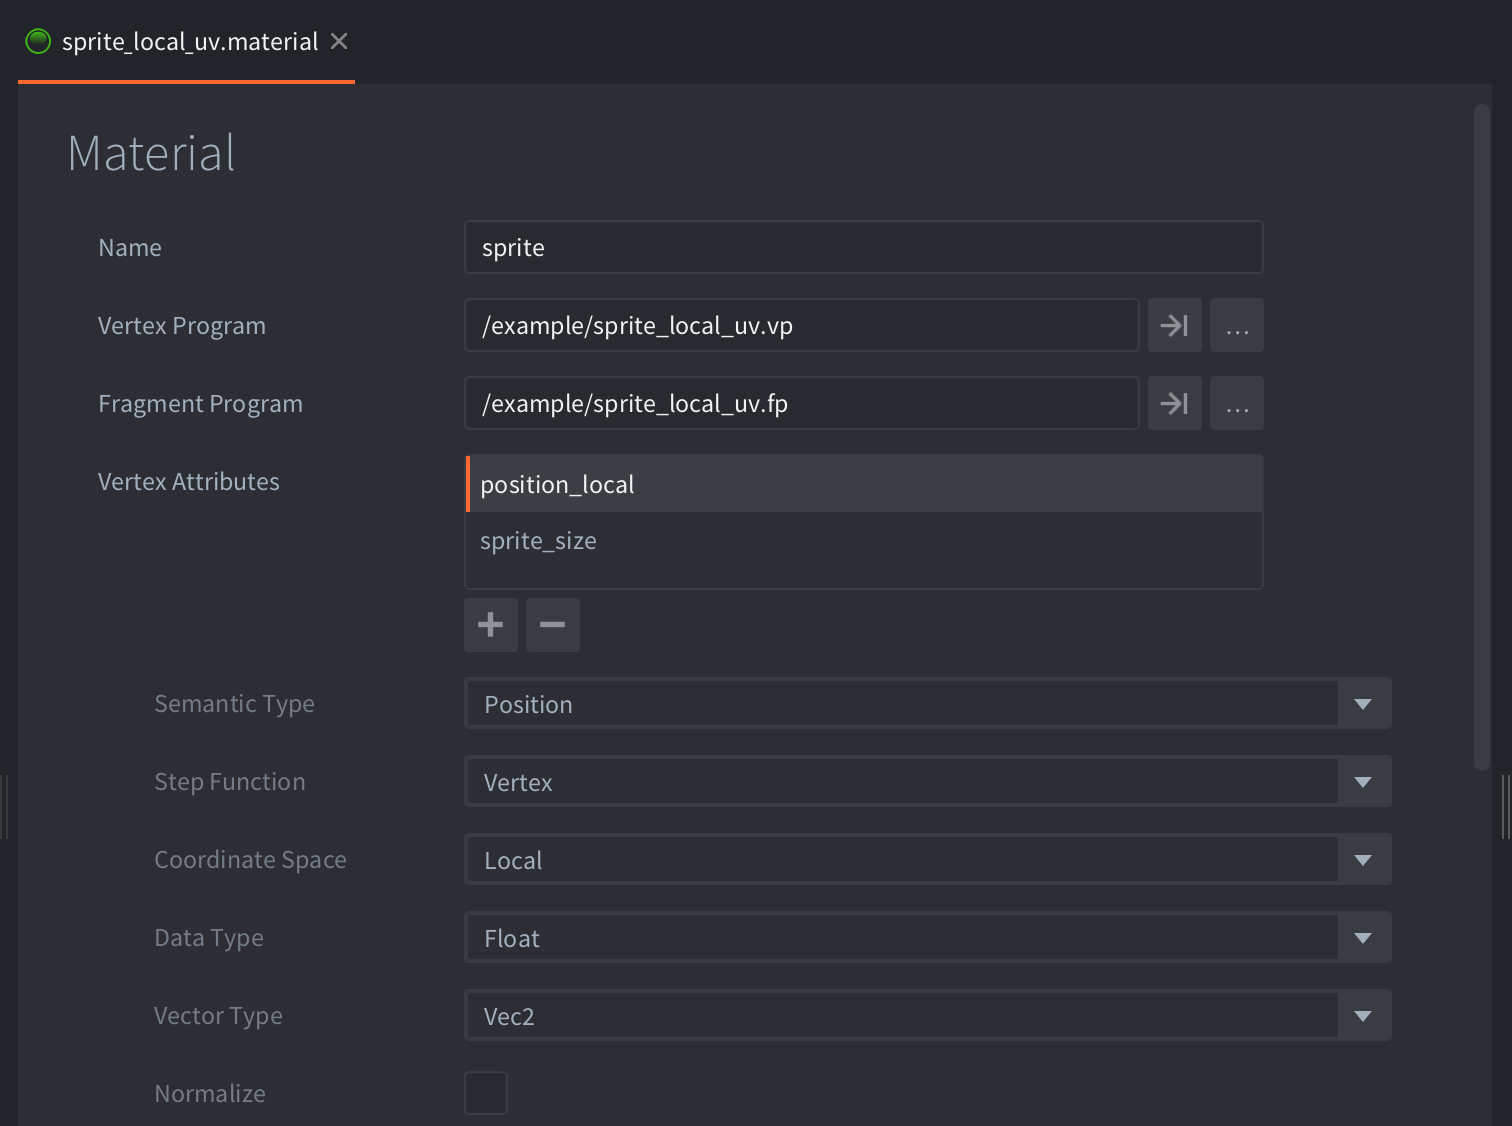 sprite_local_uv.material
Material
Name sprite
Vertex Program /example/sprite_local_uv.vp ...
Fragment Program /example/sprite_local_uv.fp ...
Vertex Attributes position_local
sprite_size
Semantic Type Position
Step Function Vertex
Coordinate Space Local
Data Type Float
Vector Type Vec2
Normalize